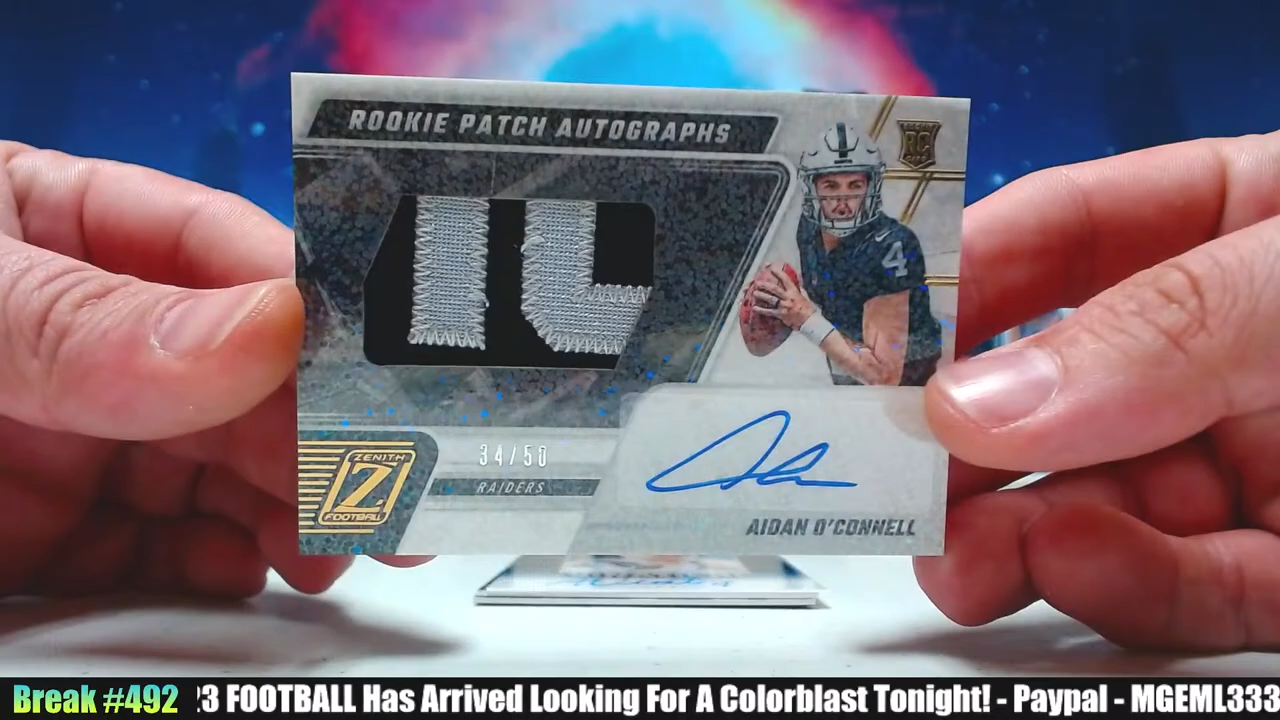 ROOKIE PATCH AUTOGRAPHS
RC
4
34/50
RAIDERS
ZENITH
Z
FOOTBALL
AIDAN O'CONNELL
Break #492
23 FOOTBALL Has Arrived Looking For A Colorblast Tonight! - Paypal - MGEML333